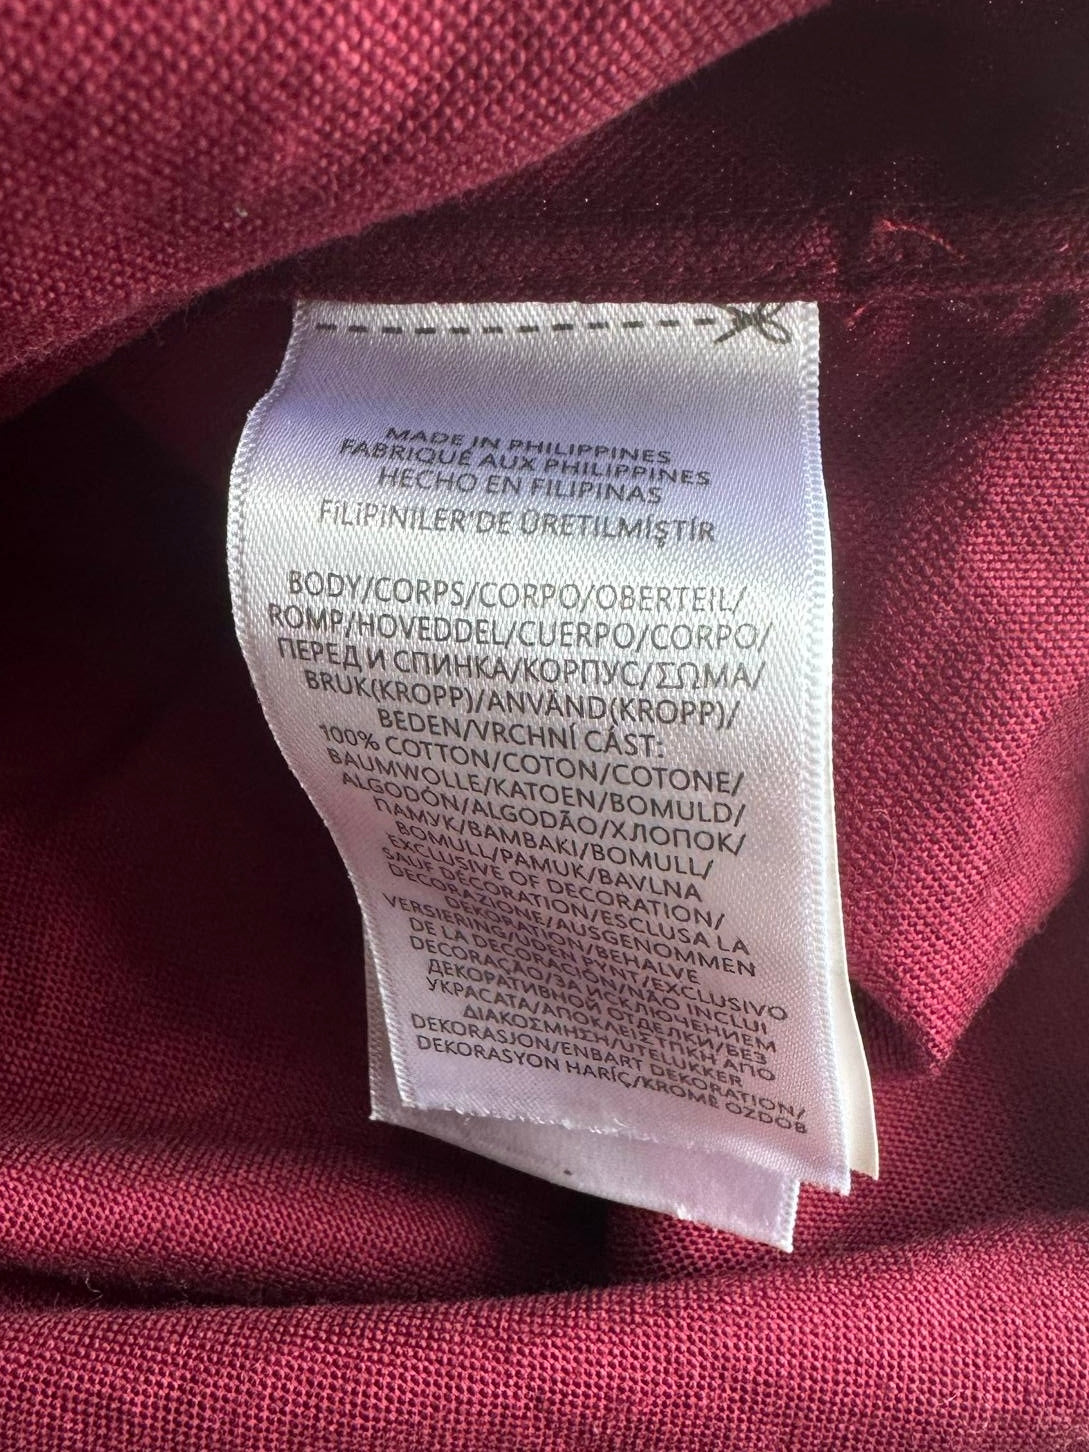 MADE IN PHILIPPINES
FABRIQUÉ AUX PHILIPPINES
HECHO EN FILIPINAS
FİLİPİNİLER'DE ÜRETILMİŞTİR
BODY/CORPS/CORPO/OBERTEIL/
ROMP/HOVEDDEL/CUERPO/CORPO/
ПЕРЕД И СПИНКА/КОРПУС/ΣΩΜΑ/
BRUK(KROPP)/ANVÄND(KROPP)/
BEDEN/VRCHNÍ CÁST:
100% COTTON/COTON/COTONE/
BAUMWOLLE/KATOEN/BOMULD/
ALGODÓN/ALGODÃO/ХЛОПОК/
ПАМУК/ΒΑΜΒΑΚΙ/BOMULL/
BOMULL/PAMUK/BAVLNA
EXCLUSIVE OF DECORATION/
SAUF DÉCORATION/ESCLUSA LA
DECORAZIONE/AUSGENOMMEN
DEKORATION/BEHALVE
VERSIERING/UDEN PYNT/EXCLUSIVO
DE LA DECORACIÓN/NÃO INCLUI
DECORAÇÃO/ЗА ИСКЛЮЧЕНИЕМ
ДЕКОРАТИВНОЙ ОТДЕЛКИ/БЕЗ
УКРАСАТА/ΑΠΟΚΛΕΙΣΤΙΚΗ ΑΠΟ
ΔΙΑΚΟΣΜΗΣΗ/UTELUKKER
DEKORASJON/ENBART DEKORATION/
DEKORASYON HARİÇ/KROMĚ OZDOB